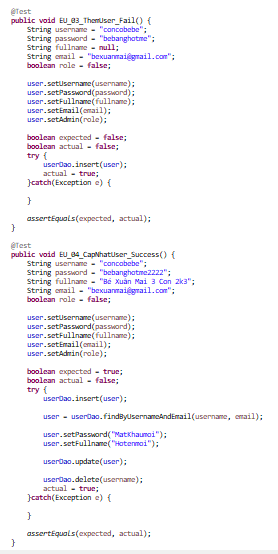 @Test
public void EU_03_ThemUser_Fail() {
String username = "concobebe";
String password = "bebanghotme";
String fullname = null;
String email = "bexuanmai@gmail.com";
boolean role = false;
user.setUsername(username);
user.setPassword(password);
user.setFullname(fullname);
user.setEmail(email);
user.setAdmin(role);
boolean expected = false;
boolean actual = false;
try {
userDao.insert(user);
actual = true;
}catch(Exception e) {
}
assertEquals(expected, actual);
}
@Test
public void EU_04_CapNhatUser_Success() {
String username = "concobebe";
String password = "bebanghotme2222";
String fullname = "Bé Xuân Mai 3 Con 2k3";
String email = "bexuanmai@gmail.com";
boolean role = false;
user.setUsername(username);
user.setPassword(password);
user.setFullname(fullname);
user.setEmail(email);
user.setAdmin(role);
boolean expected = true;
boolean actual = false;
try {
userDao.insert(user);
user = userDao.findByUsernameAndEmail(username, email);
user.setPassword("MatKhaumoi");
user.setFullname("Hotenmoi");
userDao.update(user);
userDao.delete(username);
actual = true;
}catch(Exception e) {
}
assertEquals(expected, actual);
}